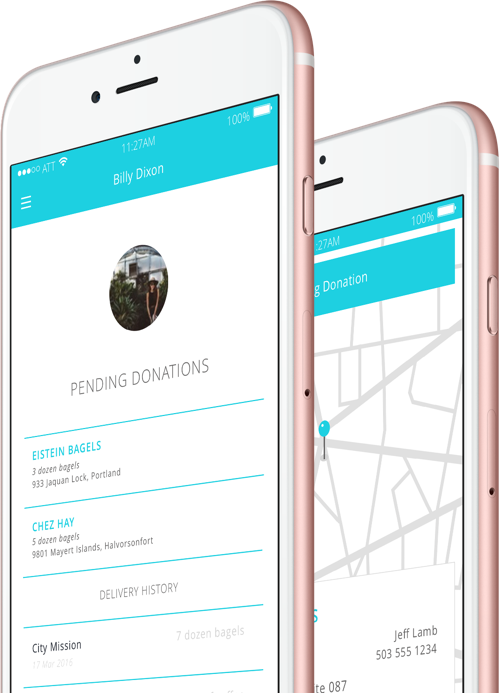 ATT
11:27AM
100%
Billy Dixon
PENDING DONATIONS
EISTEIN BAGELS
3 dozen bagels
933 Jaquan Lock, Portland
CHEZ HAY
5 dozen bagels
9801 Mayert Islands, Halvorsonfort
DELIVERY HISTORY
City Mission
7 dozen bagels
17 Mar 2016
:27AM
100%
g Donation
S
Jeff Lamb
503 555 1234
te 087